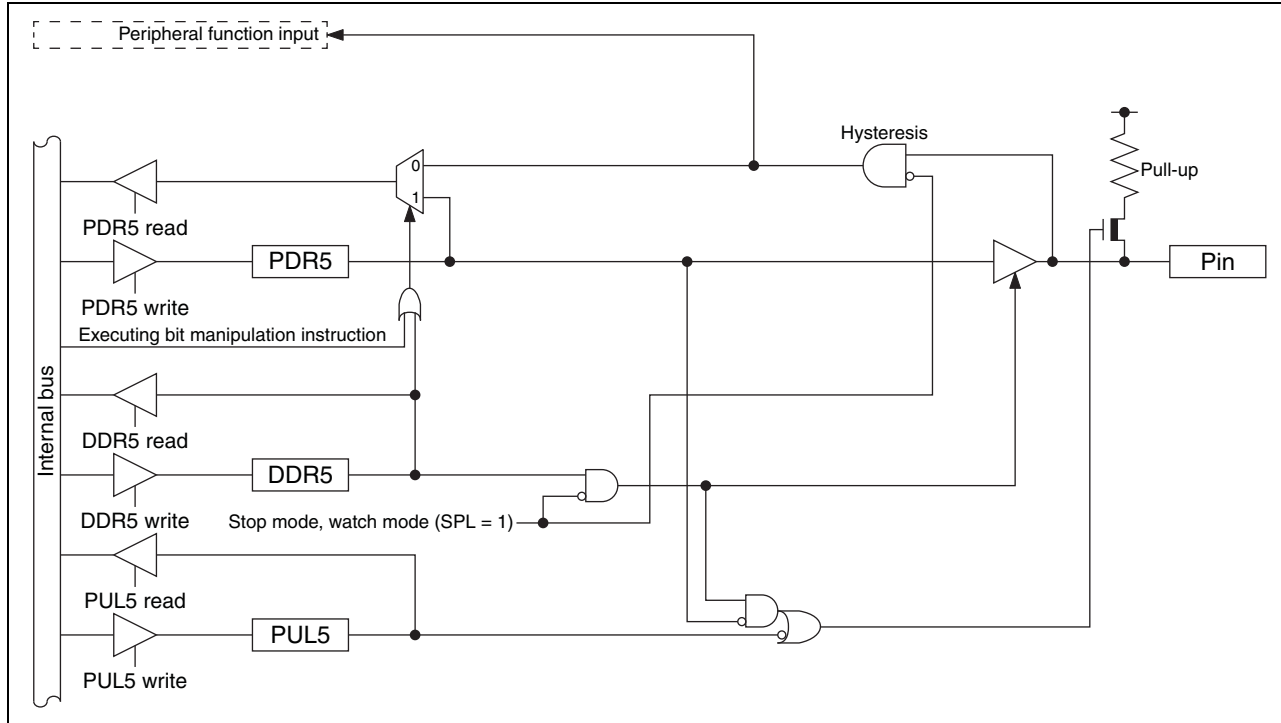 Peripheral function input
Hysteresis
0
Pull-up
1
PDR5 read
PDR5
Pin
PDR5 write
Executing bit manipulation instruction
Internal bus
DDR5 read
DDR5
DDR5 write
Stop mode, watch mode (SPL = 1)
PUL5 read
PUL5
PUL5 write